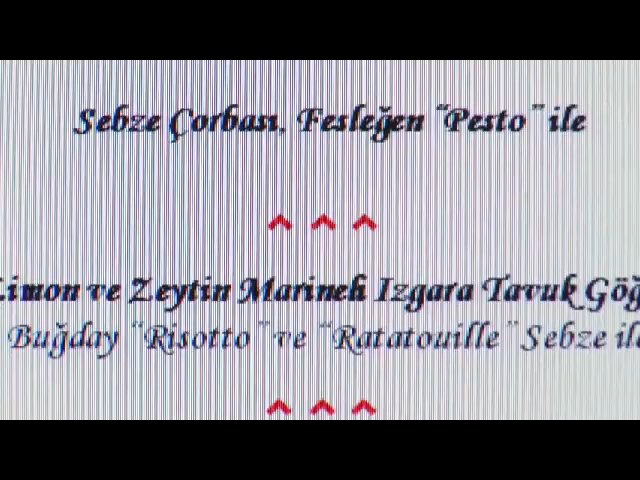 Sebze Çorbası, Fesleğen “Pesto” ile
^ ^ ^
Limon ve Zeytin Marineli Izgara Tavuk
Buğday “Risotto” ve “Ratatouille” Sebze ile
^ ^ ^